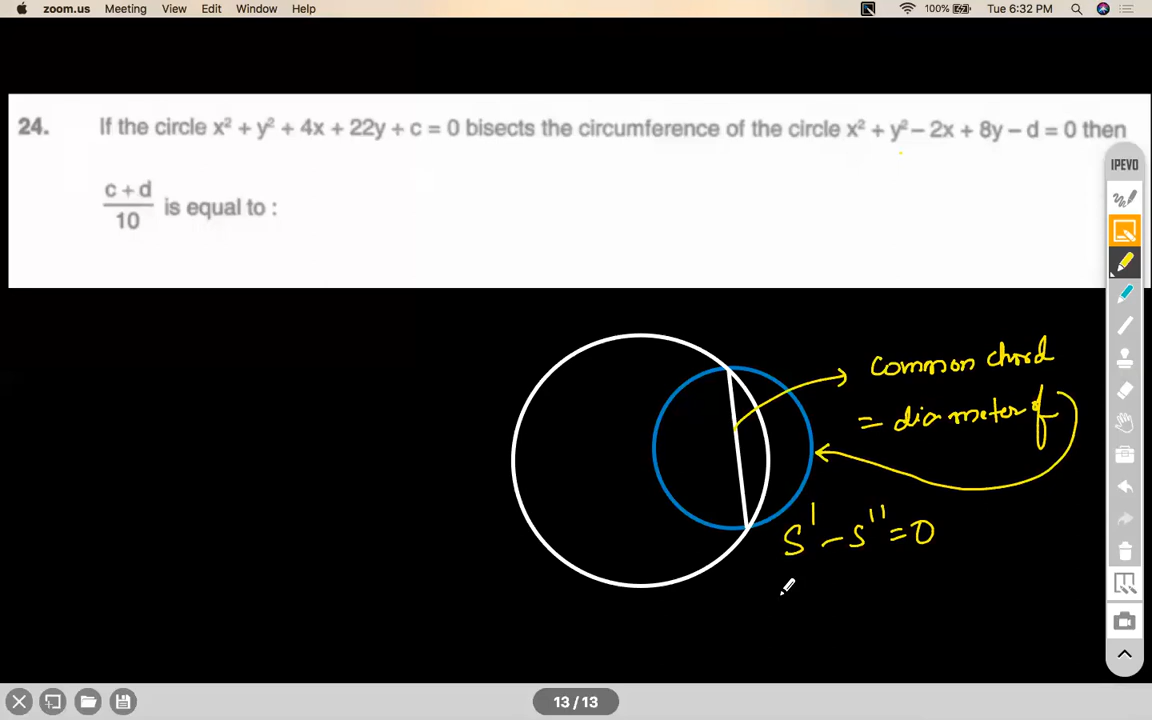 zoom.us Meeting View Edit Window Help 100% Tue 6:32 PM
24. If the circle x² + y² + 4x + 22y + c = 0 bisects the circumference of the circle x² + y² – 2x + 8y – d = 0 then
c + d
10
is equal to :
IPEVO
common chord
= diameter of
S' – S'' = 0
13 / 13